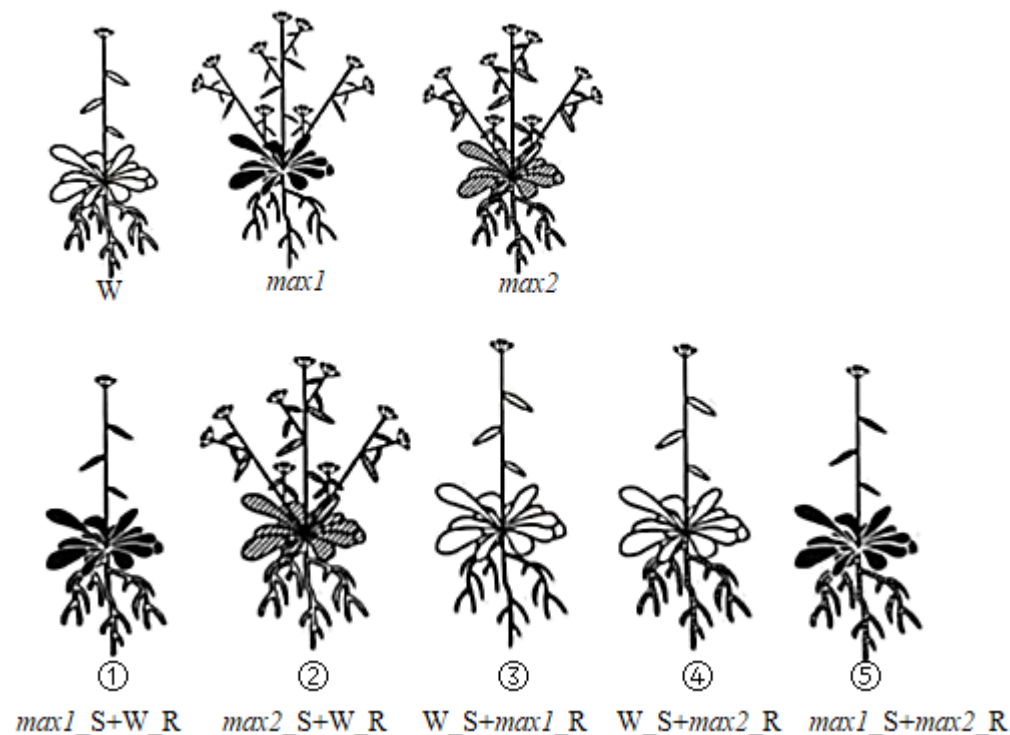 W max1 max2
① ② ③ ④ ⑤
max1_S+W_R max2_S+W_R W_S+max1_R W_S+max2_R max1_S+max2_R